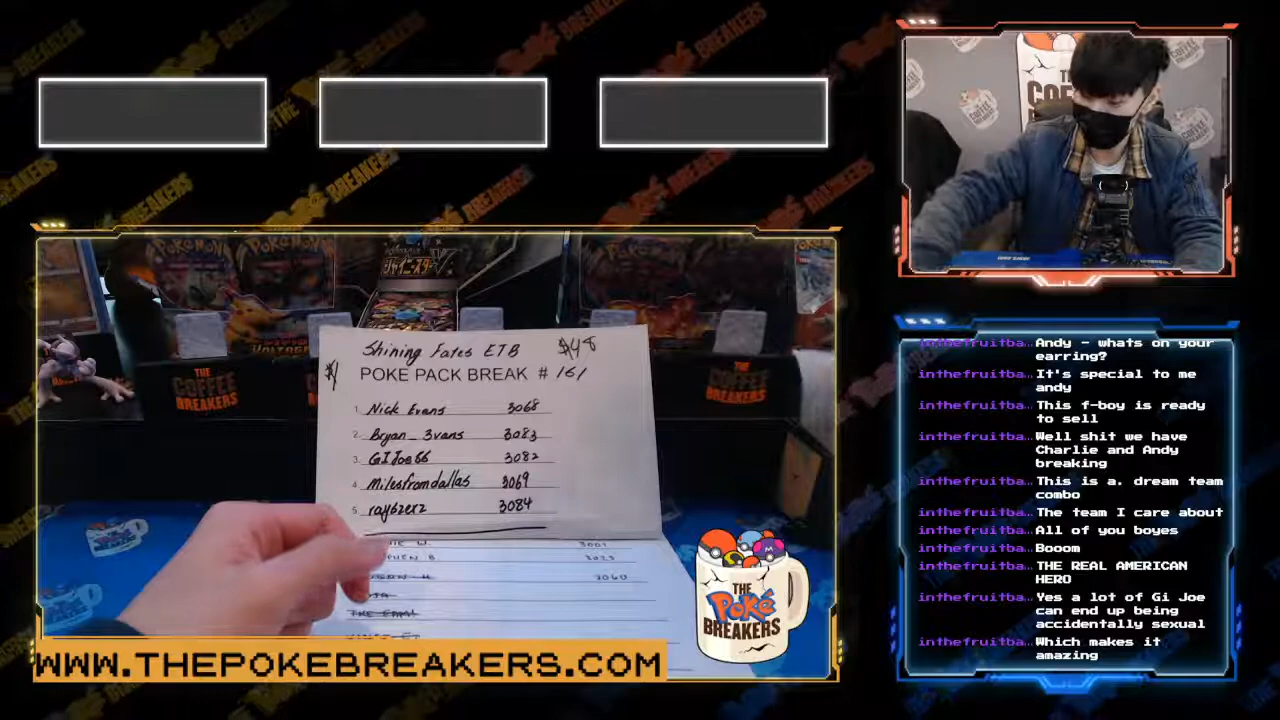 Shining Fates ETB $48
POKE PACK BREAK # 161
1. Nick Evans 3068
2. Bryan_3vans 3083
3. GIJoe66 3082
4. Milesfromdallas 3069
5. ray6zerz 3084
3060
THE
COFFEE
BREAKERS
THE
COFFEE
BREAKERS
THE
Poké
BREAKERS
WWW.THEPOKEBREAKERS.COM
inthefruitba… Andy - whats on your
earring?
inthefruitba… It's special to me
andy
inthefruitba… This f-boy is ready
to sell
inthefruitba… Well shit we have
Charlie and Andy
breaking
inthefruitba… This is a. dream team
combo
inthefruitba… The team I care about
inthefruitba… All of you boyes
inthefruitba… Booom
inthefruitba… THE REAL AMERICAN
HERO
inthefruitba… Yes a lot of Gi Joe
can end up being
accidentally sexual
inthefruitba… Which makes it
amazing